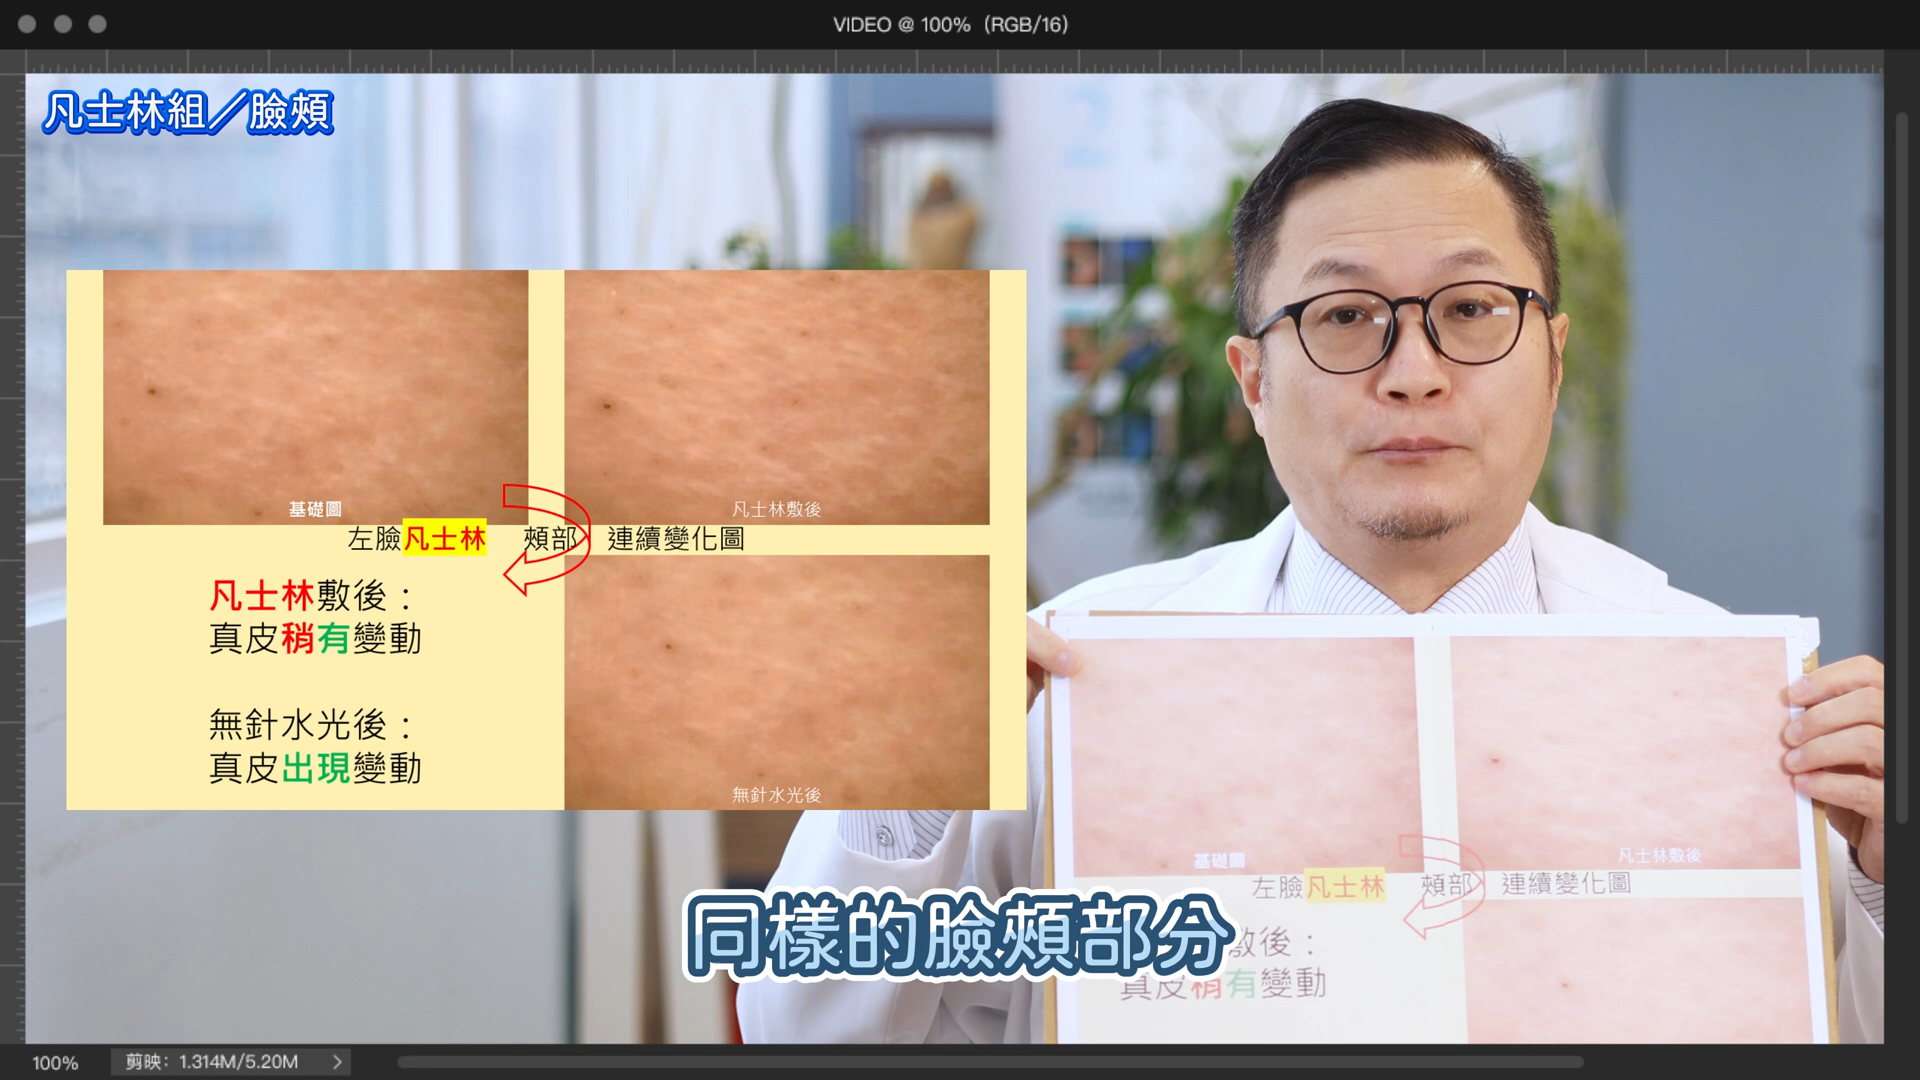 VIDEO @ 100% (RGB/16)
凡士林組／臉頰
基礎圖
凡士林敷後
左臉凡士林 頰部 連續變化圖
凡士林敷後：
真皮稍有變動
無針水光後：
真皮出現變動
無針水光後
基礎圖
凡士林敷後
左臉凡士林 頰部 連續變化圖
敷後：
真皮稍有變動
同樣的臉頰部分
100%
剪映: 1.314M/5.20M